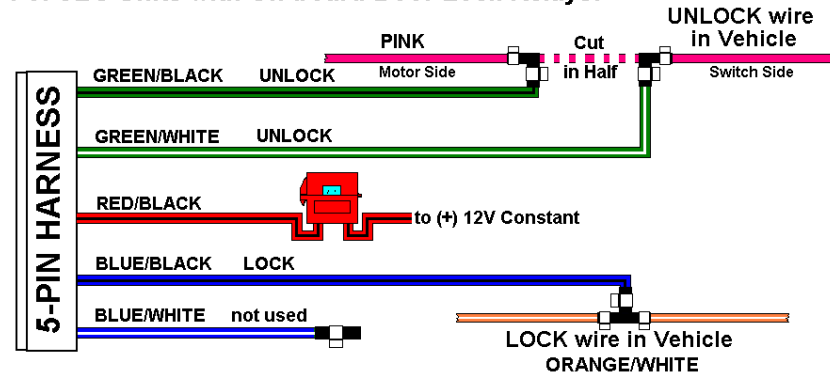 UNLOCK wire
in Vehicle
PINK
Cut
Motor Side
in Half
Switch Side
GREEN/BLACK UNLOCK
GREEN/WHITE UNLOCK
RED/BLACK
to (+) 12V Constant
BLUE/BLACK LOCK
BLUE/WHITE not used
LOCK wire in Vehicle
ORANGE/WHITE
5-PIN HARNESS